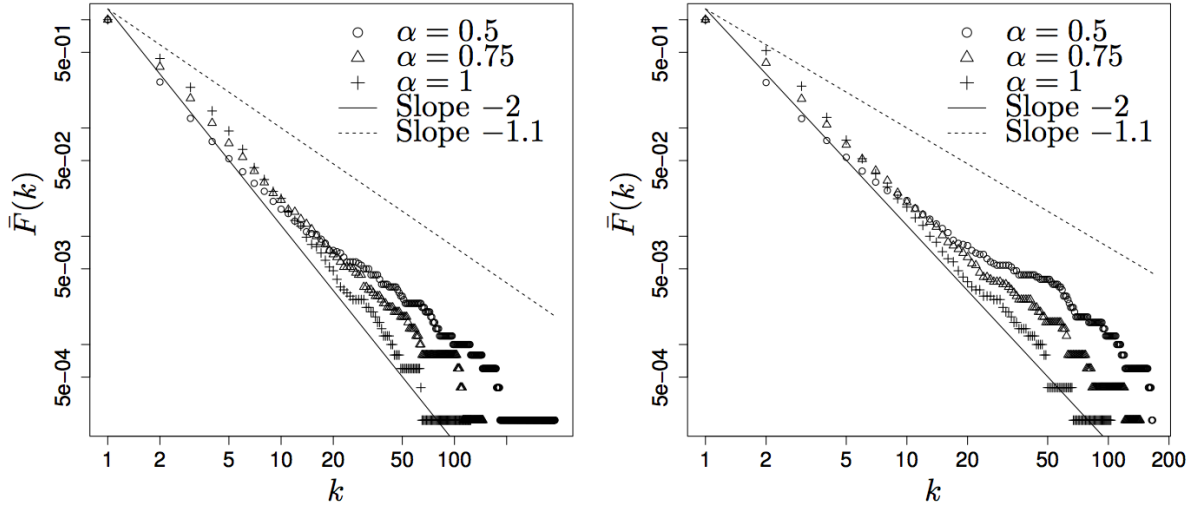 α = 0.5
α = 0.75
α = 1
Slope −2
Slope −1.1
5e-01
5e-02
5e-03
5e-04
F̄(k)
1 2 5 10 20 50 100
k
α = 0.5
α = 0.75
α = 1
Slope −2
Slope −1.1
5e-01
5e-02
5e-03
5e-04
F̄(k)
1 2 5 10 20 50 100 200
k